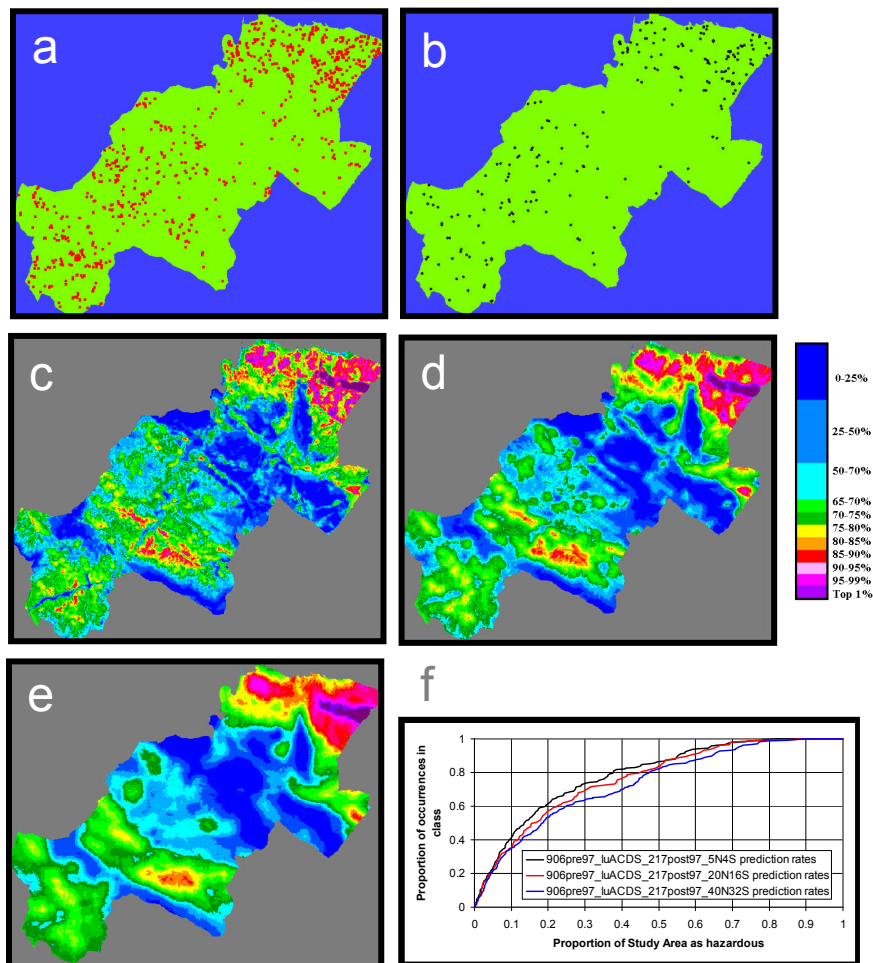 a
b
c
d
0-25%
25-50%
50-70%
65-70%
70-75%
75-80%
80-85%
85-90%
90-95%
95-99%
Top 1%
e
f
Proportion of occurrences in
class
1
0.8
0.6
0.4
0.2
0
906pre97_luACDS_217post97_5N4S prediction rates
906pre97_luACDS_217post97_20N16S prediction rates
906pre97_luACDS_217post97_40N32S prediction rates
0 0.1 0.2 0.3 0.4 0.5 0.6 0.7 0.8 0.9 1
Proportion of Study Area as hazardous